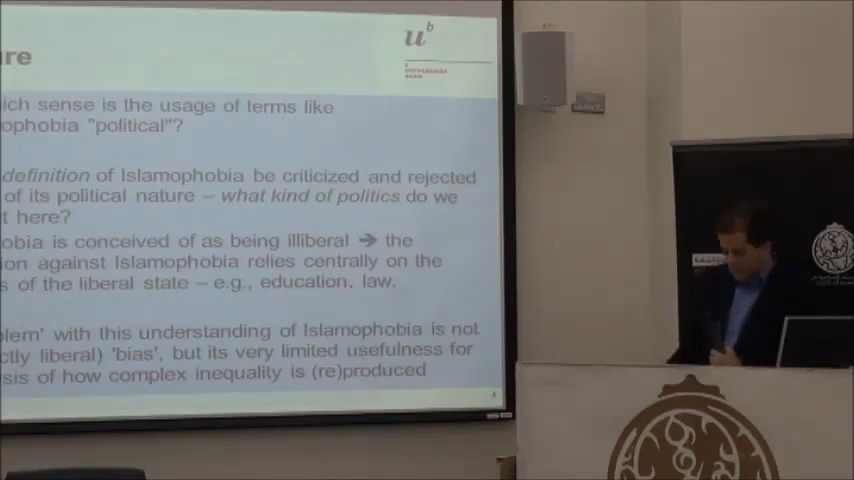 ure
u b
UNIVERSITÄT
BERN
ich sense is the usage of terms like
ophobia "political"?
definition of Islamophobia be criticized and rejected
of its political nature – what kind of politics do we
t here?
obia is conceived of as being illiberal ➔ the
ion against Islamophobia relies centrally on the
s of the liberal state – e.g., education, law.
blem' with this understanding of Islamophobia is not
ctly liberal) 'bias', but its very limited usefulness for
sis of how complex inequality is (re)produced